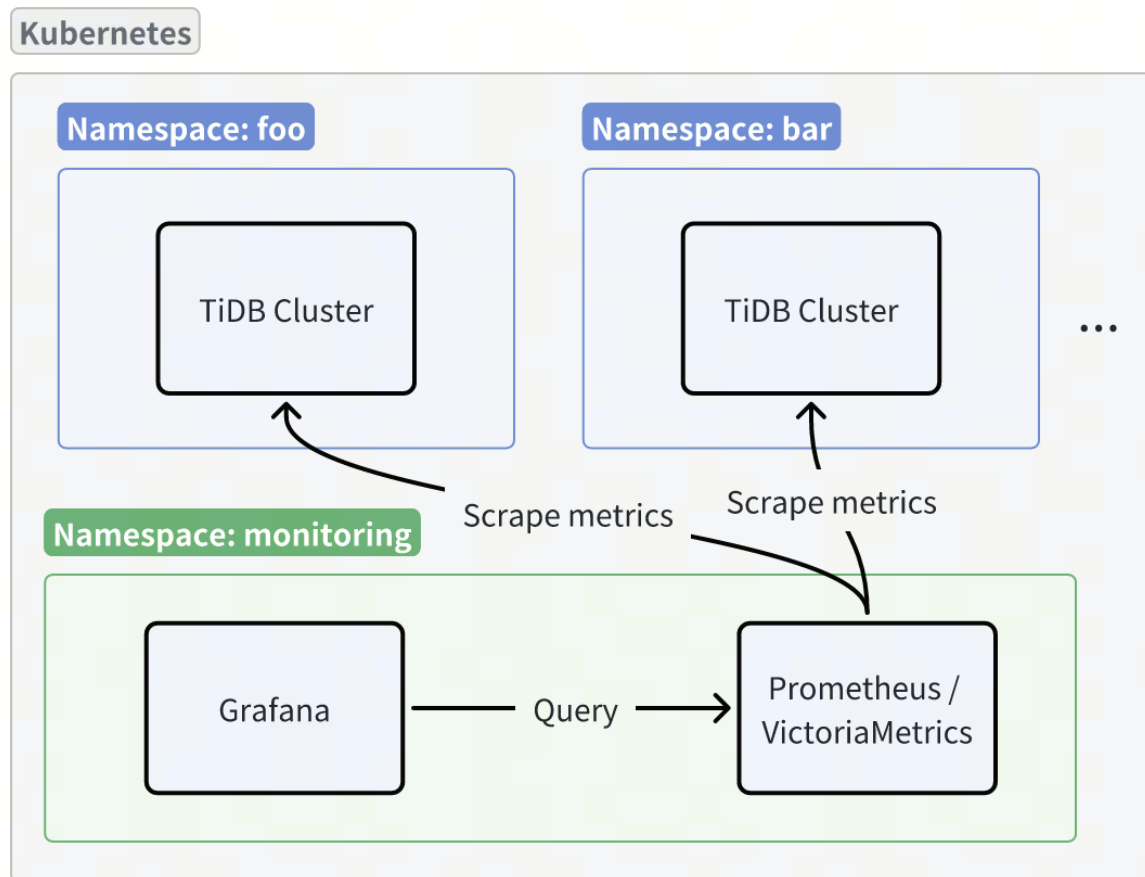 Kubernetes
Namespace: foo
Namespace: bar
TiDB Cluster
TiDB Cluster
...
Scrape metrics
Scrape metrics
Namespace: monitoring
Grafana
Query
Prometheus /
VictoriaMetrics